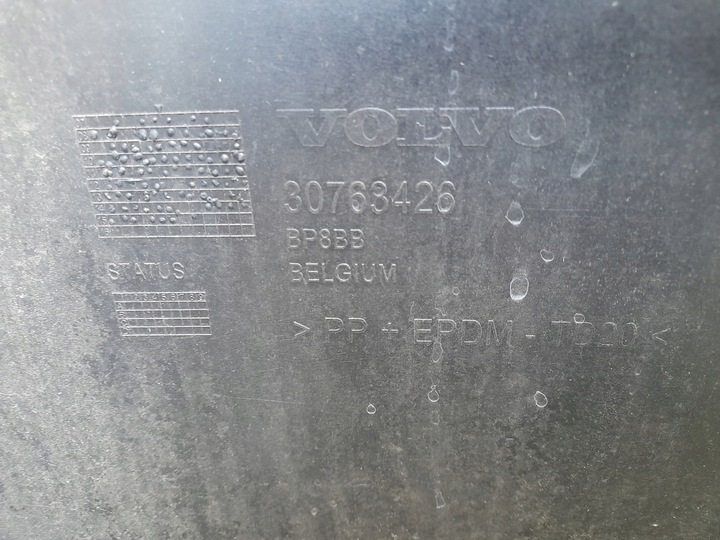 VOLVO
30763426
BP8BB
BELGIUM
STATUS
> PP + EPDM - TD20 <